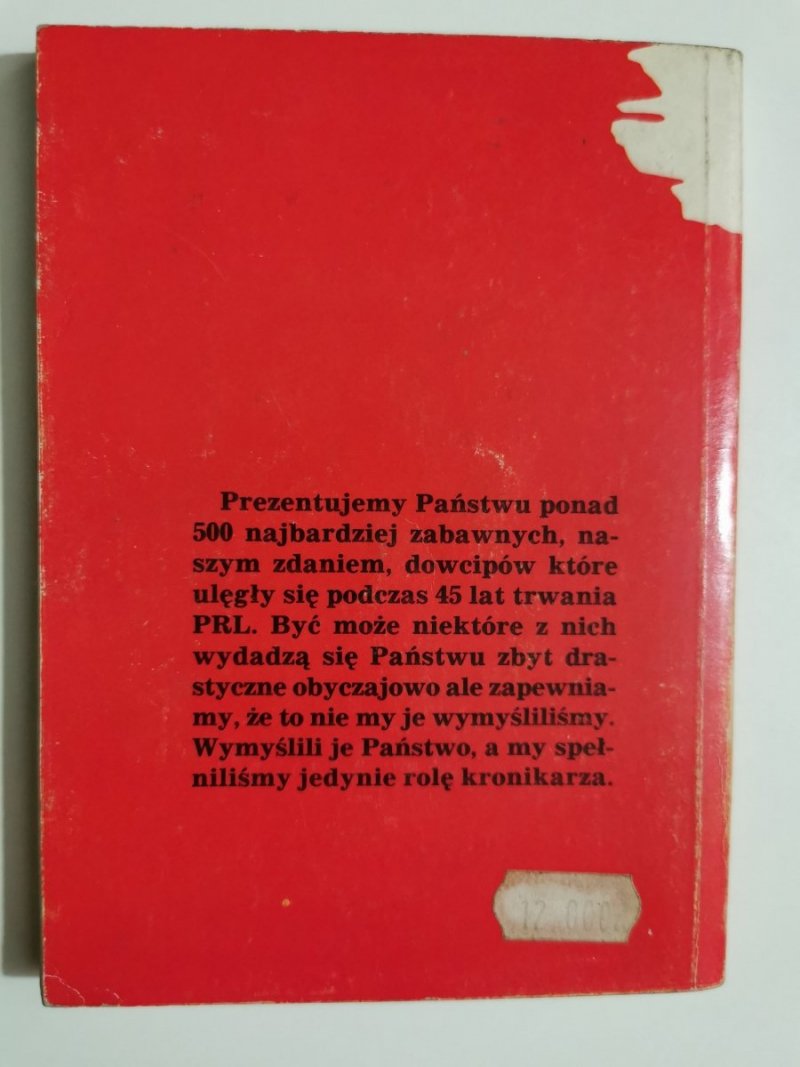 Prezentujemy Państwu ponad
500 najbardziej zabawnych, na-
szym zdaniem, dowcipów które
ulęgły się podczas 45 lat trwania
PRL. Być może niektóre z nich
wydadzą się Państwu zbyt dra-
styczne obyczajowo ale zapewnia-
my, że to nie my je wymyśliliśmy.
Wymyślili je Państwo, a my speł-
niliśmy jedynie rolę kronikarza.
12 000